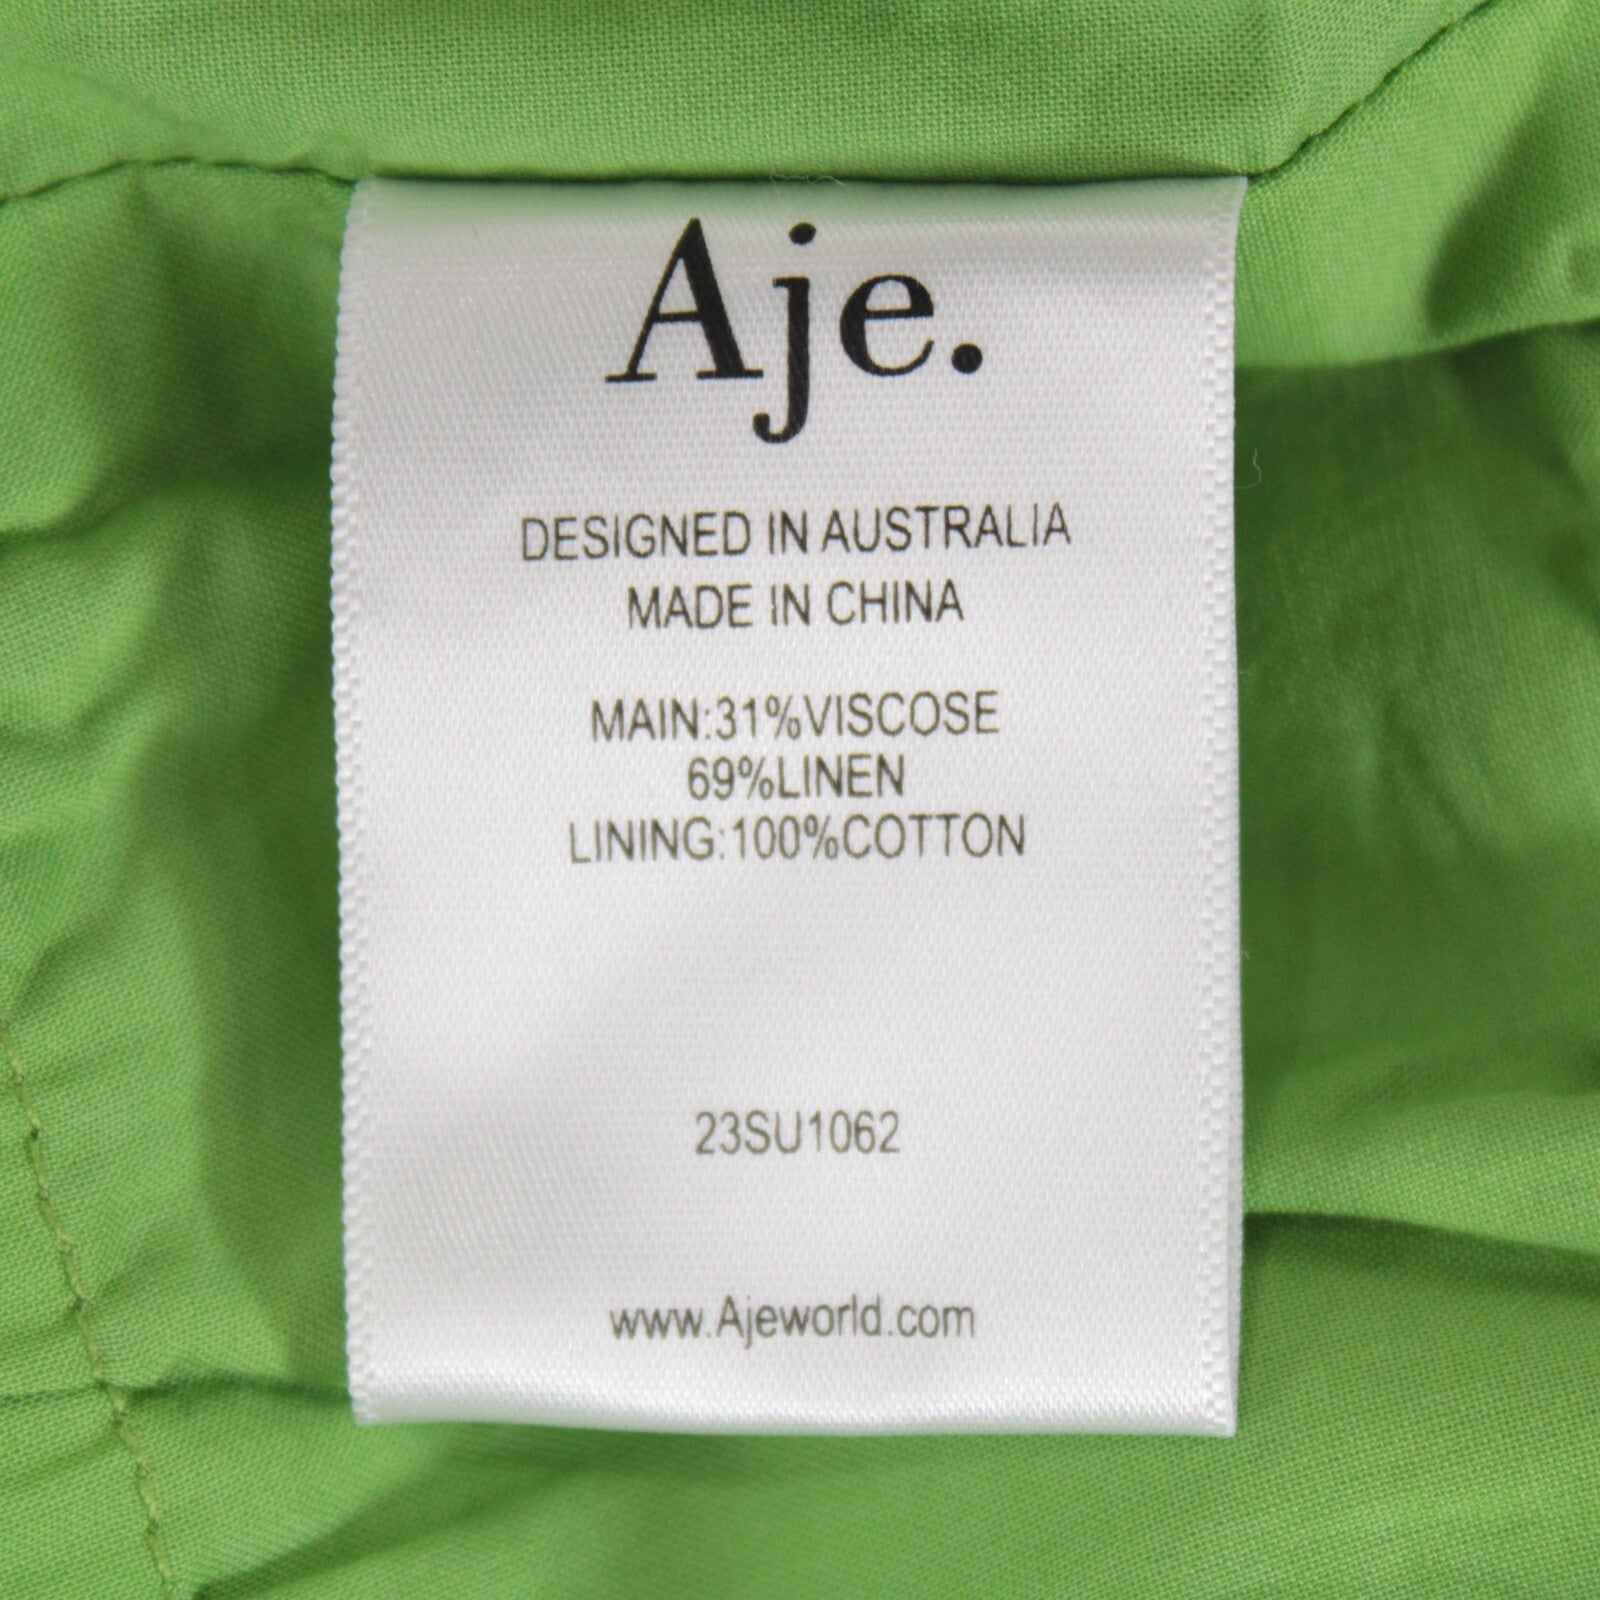 Aje.
DESIGNED IN AUSTRALIA
MADE IN CHINA
MAIN:31%VISCOSE
69%LINEN
LINING:100%COTTON
23SU1062
www.Ajeworld.com